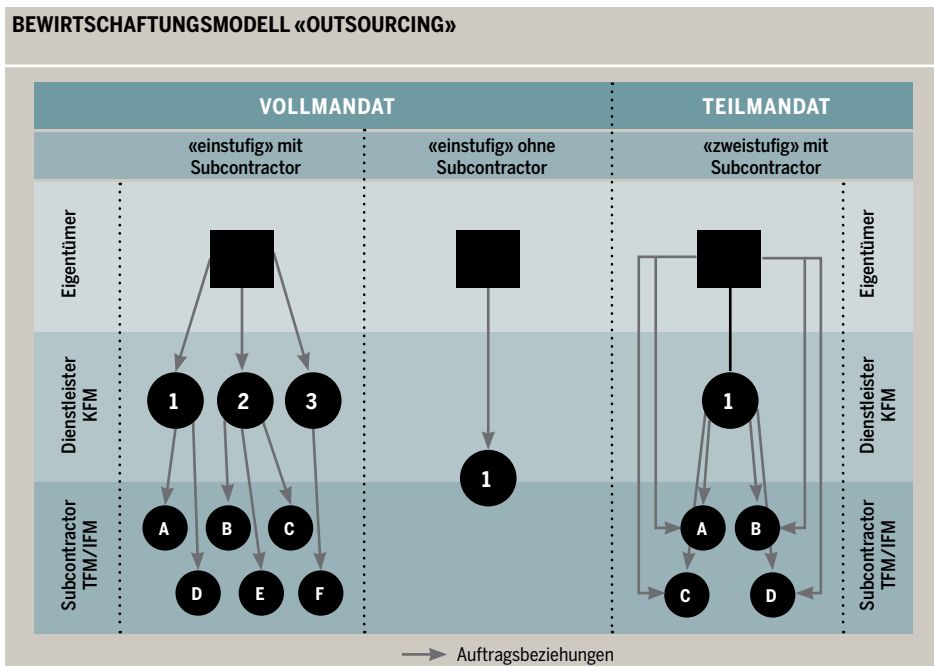 BEWIRTSCHAFTUNGSMODELL «OUTSOURCING»
VOLLMANDAT
TEILMANDAT
«einstufig» mit
Subcontractor
«einstufig» ohne
Subcontractor
«zweistufig» mit
Subcontractor
Eigentümer
Eigentümer
Dienstleister
KFM
1
2
3
1
1
Dienstleister
KFM
Subcontractor
TFM/IFM
A
B
C
D
E
F
A
B
C
D
Subcontractor
TFM/IFM
Auftragsbeziehungen